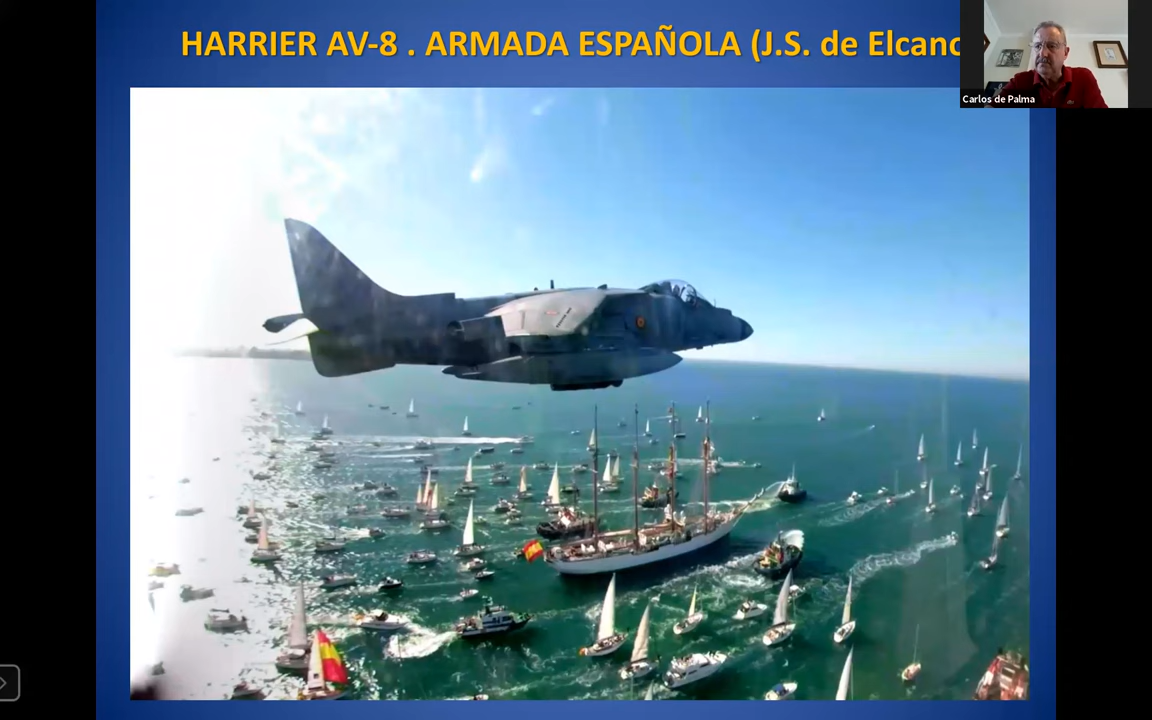 HARRIER AV-8 . ARMADA ESPAÑOLA (J.S. de Elcano
Carlos de Palma